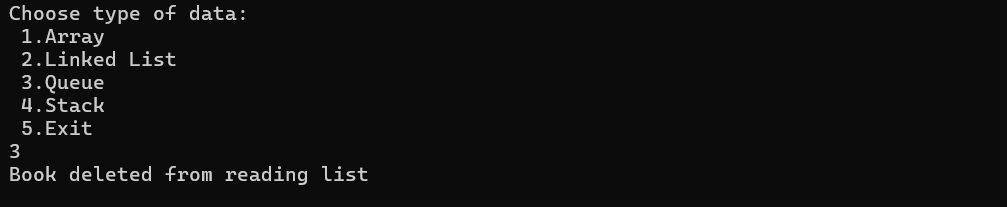 Choose type of data:
 1.Array
 2.Linked List
 3.Queue
 4.Stack
 5.Exit
3
Book deleted from reading list